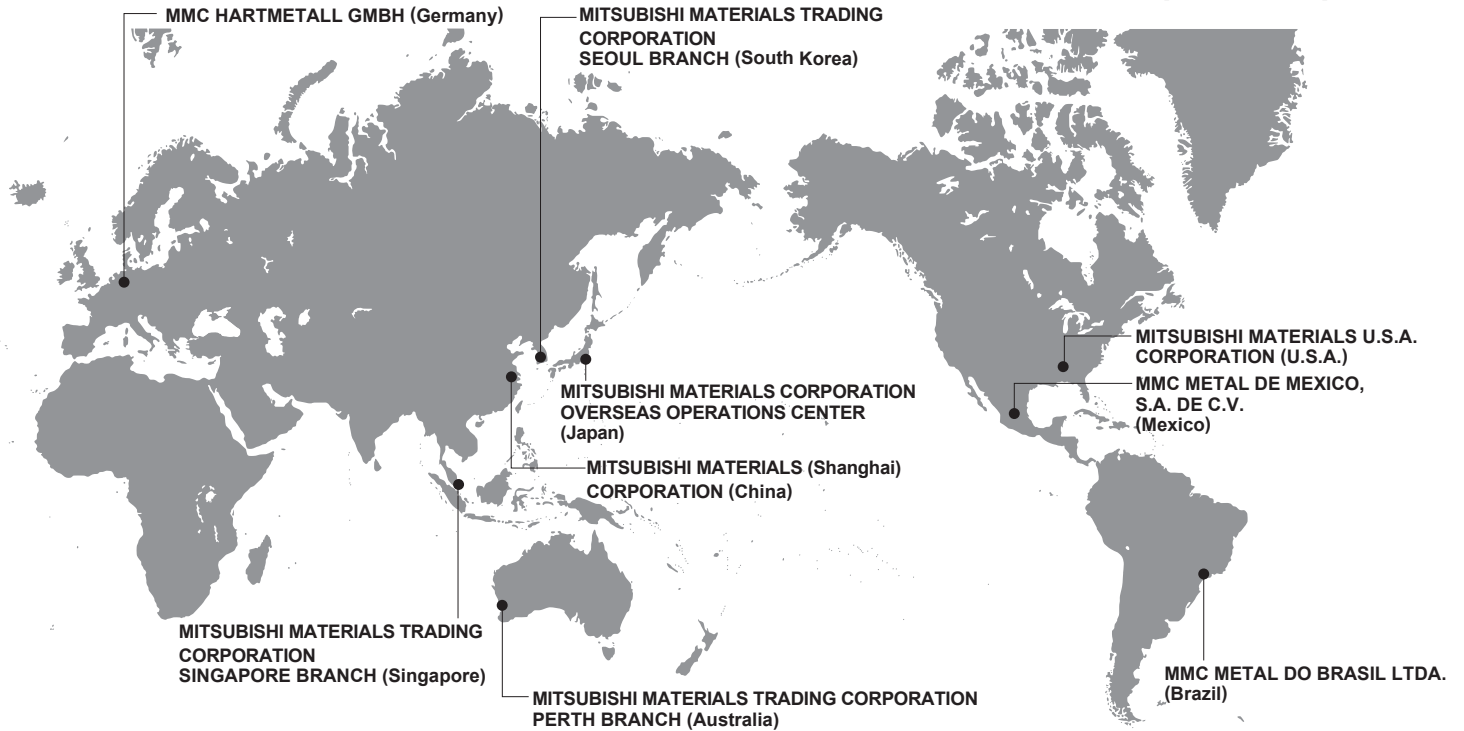 MMC HARTMETALL GMBH (Germany)
MITSUBISHI MATERIALS TRADING
CORPORATION
SEOUL BRANCH (South Korea)
MITSUBISHI MATERIALS U.S.A.
CORPORATION (U.S.A.)
MMC METAL DE MEXICO,
S.A. DE C.V.
(Mexico)
MITSUBISHI MATERIALS CORPORATION
OVERSEAS OPERATIONS CENTER
(Japan)
MITSUBISHI MATERIALS (Shanghai)
CORPORATION (China)
MITSUBISHI MATERIALS TRADING
CORPORATION
SINGAPORE BRANCH (Singapore)
MITSUBISHI MATERIALS TRADING CORPORATION
PERTH BRANCH (Australia)
MMC METAL DO BRASIL LTDA.
(Brazil)